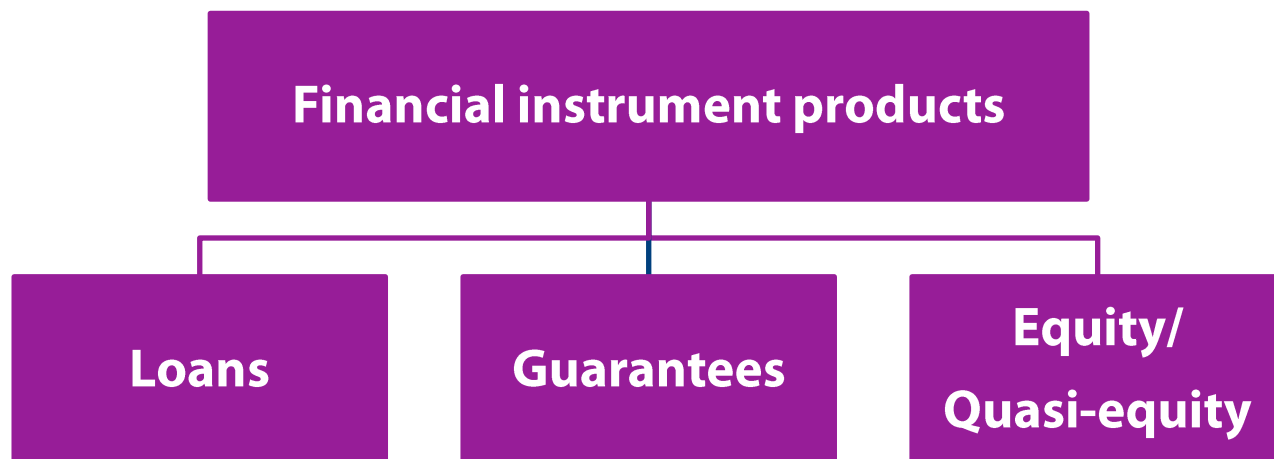 Financial instrument products
Loans
Guarantees
Equity/
Quasi-equity